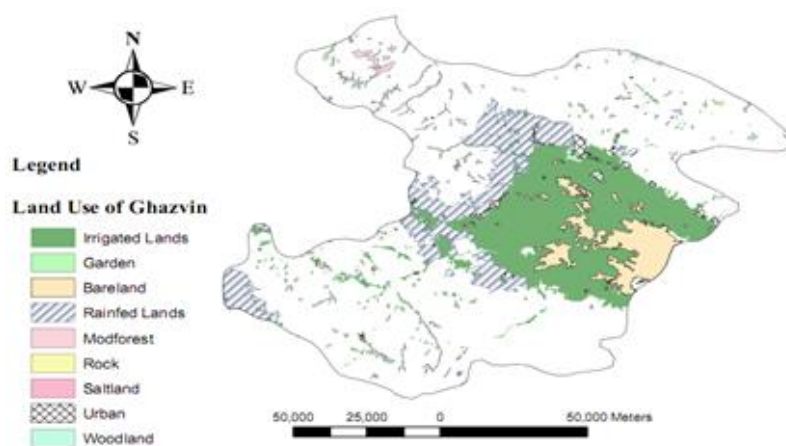 N
W E
S
Legend
Land Use of Ghazvin
Irrigated Lands
Garden
Bareland
Rainfed Lands
Modforest
Rock
Saltland
Urban
Woodland
50,000 25,000 0 50,000 Meters